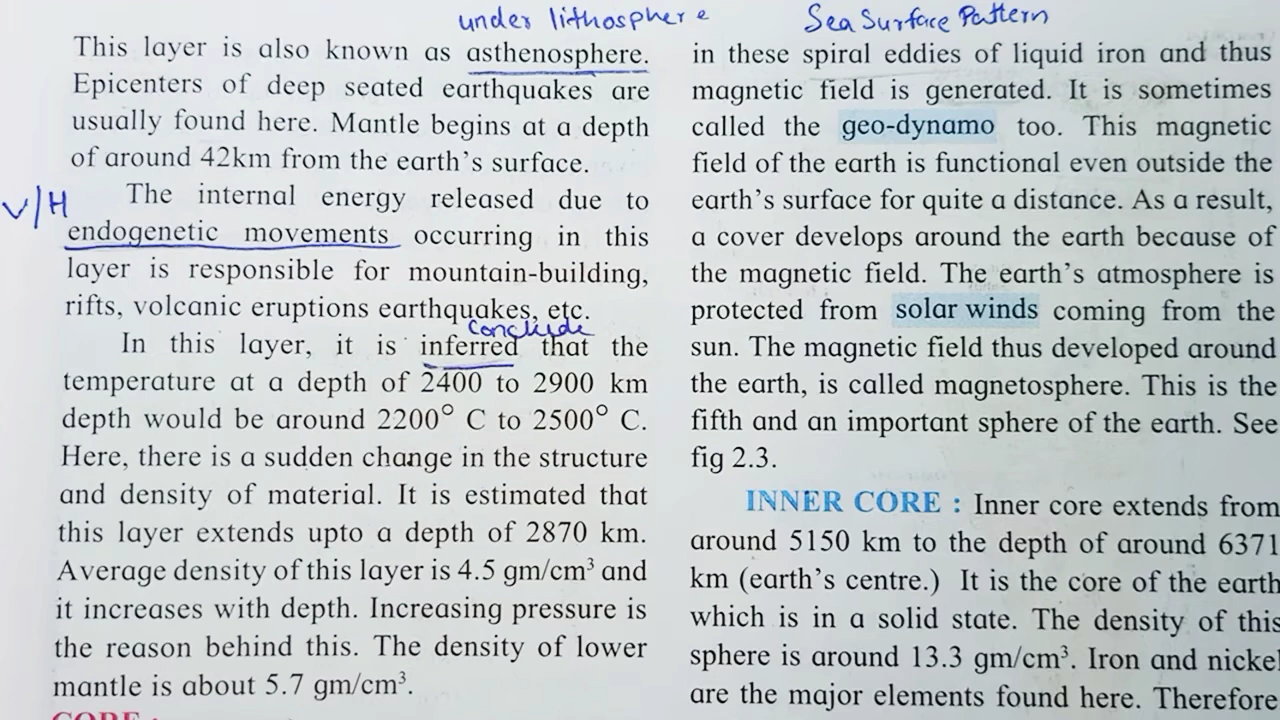 under lithosphere
This layer is also known as asthenosphere.
Epicenters of deep seated earthquakes are
usually found here. Mantle begins at a depth
of around 42km from the earth's surface.
V/H
The internal energy released due to
endogenetic movements occurring in this
layer is responsible for mountain-building,
rifts, volcanic eruptions earthquakes, etc.
conclude
In this layer, it is inferred that the
temperature at a depth of 2400 to 2900 km
depth would be around 2200° C to 2500° C.
Here, there is a sudden change in the structure
and density of material. It is estimated that
this layer extends upto a depth of 2870 km.
Average density of this layer is 4.5 gm/cm³ and
it increases with depth. Increasing pressure is
the reason behind this. The density of lower
mantle is about 5.7 gm/cm³.
CORE :
Sea Surface Pattern
in these spiral eddies of liquid iron and thus
magnetic field is generated. It is sometimes
called the geo-dynamo too. This magnetic
field of the earth is functional even outside the
earth's surface for quite a distance. As a result,
a cover develops around the earth because of
the magnetic field. The earth's atmosphere is
protected from solar winds coming from the
sun. The magnetic field thus developed around
the earth, is called magnetosphere. This is the
fifth and an important sphere of the earth. See
fig 2.3.
INNER CORE : Inner core extends from
around 5150 km to the depth of around 6371
km (earth's centre.) It is the core of the earth
which is in a solid state. The density of this
sphere is around 13.3 gm/cm³. Iron and nickel
are the major elements found here. Therefore